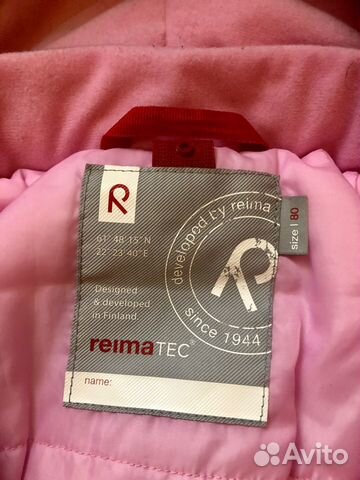 R
61° 48' 15"N
22° 23' 40"E
Designed
& developed
in Finland.
reimaTEC®
name:
developed by reima
R
since 1944
size | 80
Avito